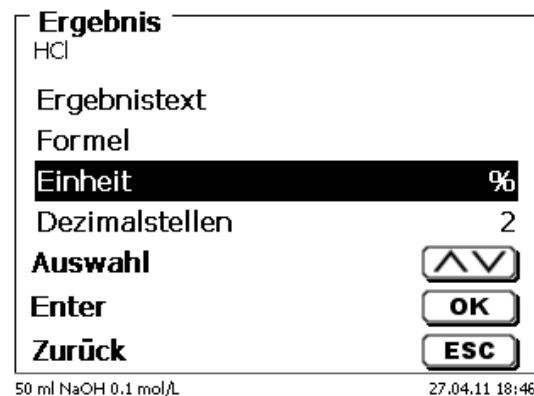 Ergebnis
HCl
Ergebnistext
Formel
Einheit %
Dezimalstellen 2
Auswahl
Enter OK
Zurück ESC
50 ml NaOH 0.1 mol/L 27.04.11 18:46